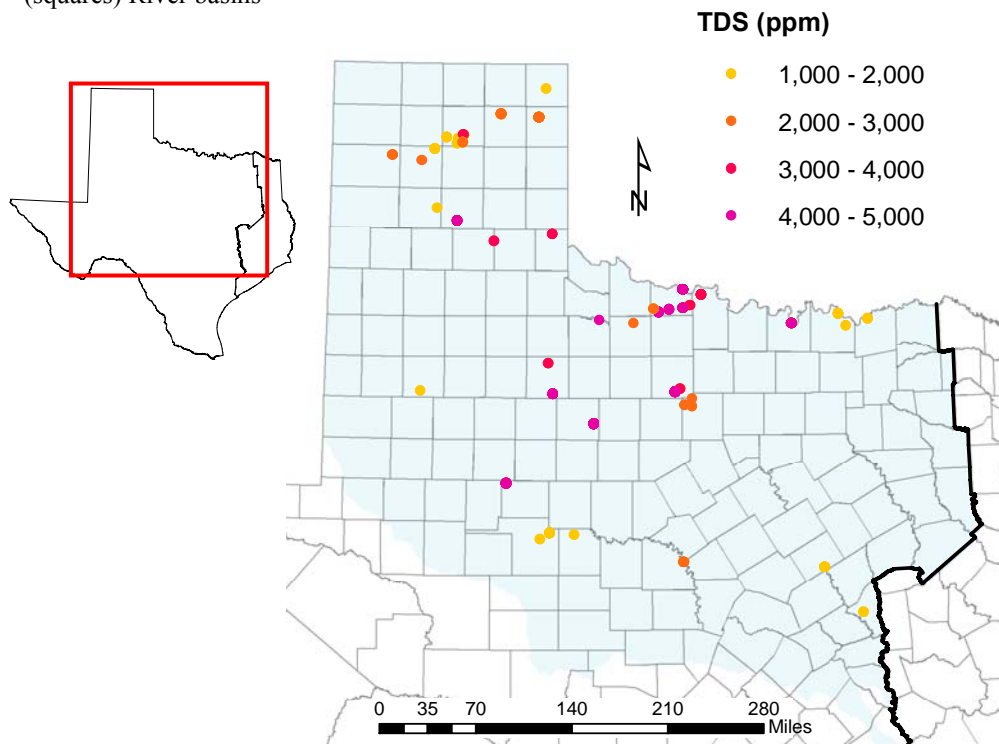 (squares) River basins
TDS (ppm)
1,000 - 2,000
2,000 - 3,000
3,000 - 4,000
4,000 - 5,000
N
0 35 70 140 210 280
Miles